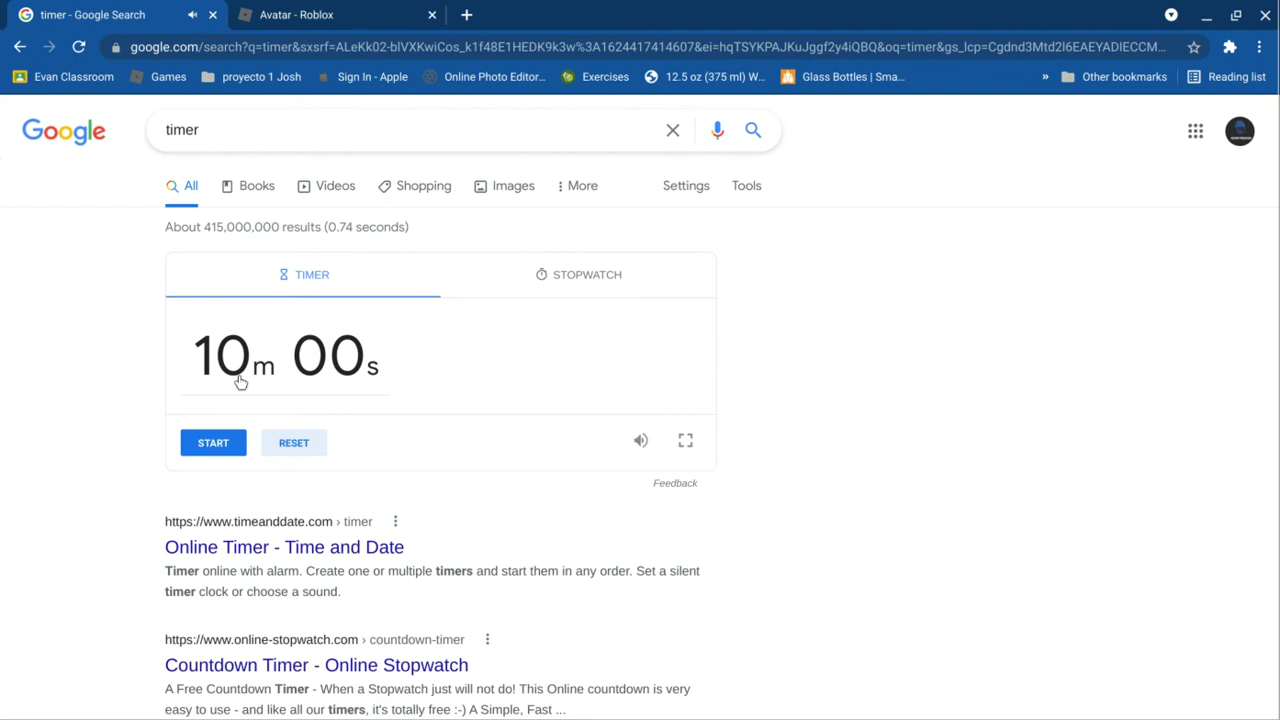 timer - Google Search
Avatar - Roblox
google.com/search?q=timer&sxsrf=ALeKk02-blVXKwiCos_k1f48E1HEDK9k3w%3A1624417414607&ei=hqTSYKPAJKuJggf2y4iQBQ&oq=timer&gs_lcp=Cgdnd3Mtd2l6EAEYADIECCM...
Evan Classroom
Games
proyecto 1 Josh
Sign In - Apple
Online Photo Editor...
Exercises
12.5 oz (375 ml) W...
Glass Bottles | Sma...
»
Other bookmarks
Reading list
Google
timer
All
Books
Videos
Shopping
Images
More
Settings
Tools
About 415,000,000 results (0.74 seconds)
TIMER
STOPWATCH
10m 00s
START
RESET
Feedback
https://www.timeanddate.com › timer
Online Timer - Time and Date
Timer online with alarm. Create one or multiple timers and start them in any order. Set a silent
timer clock or choose a sound.
https://www.online-stopwatch.com › countdown-timer
Countdown Timer - Online Stopwatch
A Free Countdown Timer - When a Stopwatch just will not do! This Online countdown is very
easy to use - and like all our timers, it's totally free :-) A Simple, Fast ...